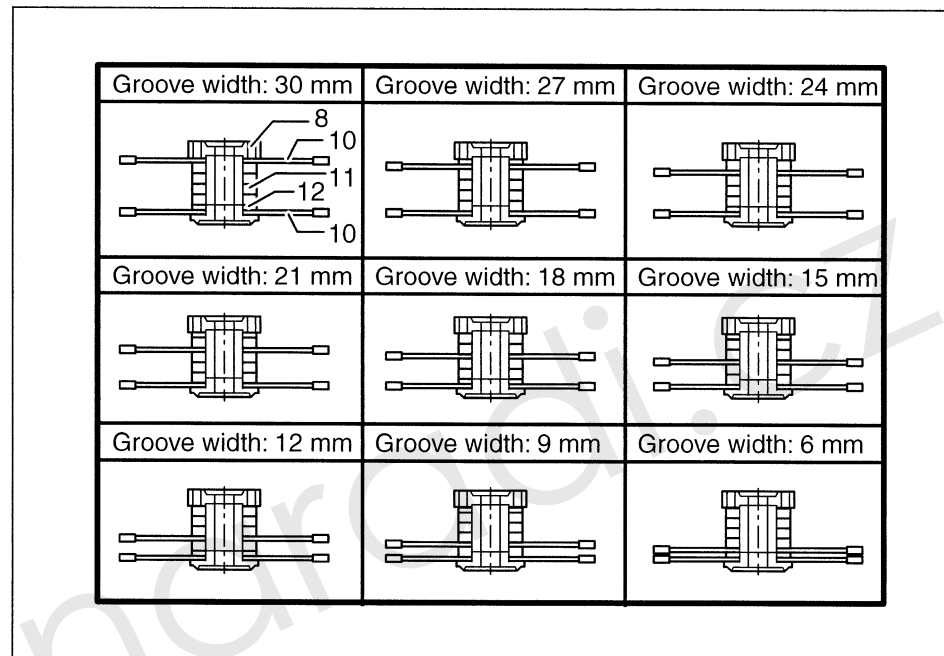 Groove width: 30 mm
Groove width: 27 mm
Groove width: 24 mm
8
10
11
12
10
Groove width: 21 mm
Groove width: 18 mm
Groove width: 15 mm
Groove width: 12 mm
Groove width: 9 mm
Groove width: 6 mm
naradi.cz